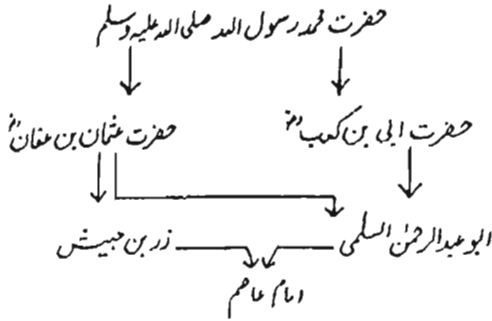 حضرت محمد رسول اللہ صلی اللہ علیہ وسلم
حضرت ابی بن کعب رضؓ
حضرت عثمان بن عفان رضؓ
ابو عبدالرحمٰن السلمی
زر بن حبیش
امام عاصم